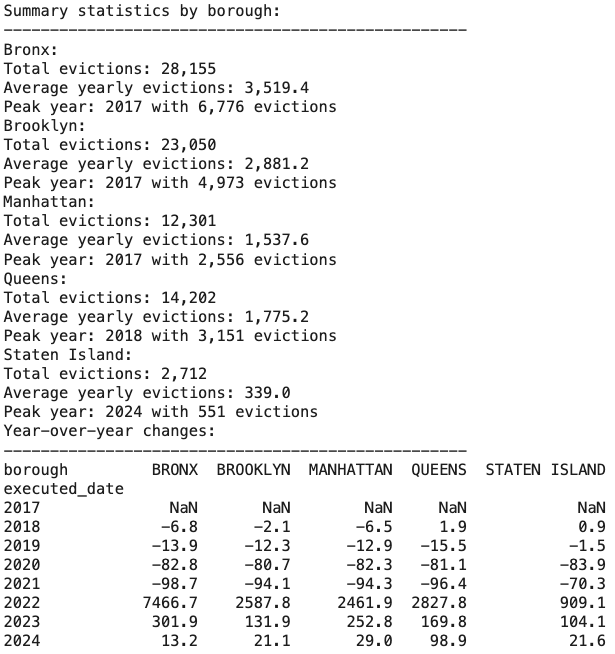 Summary statistics by borough:
--------------------------------------------------
Bronx:
Total evictions: 28,155
Average yearly evictions: 3,519.4
Peak year: 2017 with 6,776 evictions
Brooklyn:
Total evictions: 23,050
Average yearly evictions: 2,881.2
Peak year: 2017 with 4,973 evictions
Manhattan:
Total evictions: 12,301
Average yearly evictions: 1,537.6
Peak year: 2017 with 2,556 evictions
Queens:
Total evictions: 14,202
Average yearly evictions: 1,775.2
Peak year: 2018 with 3,151 evictions
Staten Island:
Total evictions: 2,712
Average yearly evictions: 339.0
Peak year: 2024 with 551 evictions
Year-over-year changes:
--------------------------------------------------
borough         BRONX  BROOKLYN  MANHATTAN  QUEENS  STATEN ISLAND
executed_date
2017              NaN       NaN        NaN     NaN            NaN
2018             -6.8      -2.1       -6.5     1.9            0.9
2019            -13.9     -12.3      -12.9   -15.5           -1.5
2020            -82.8     -80.7      -82.3   -81.1          -83.9
2021            -98.7     -94.1      -94.3   -96.4          -70.3
2022           7466.7    2587.8     2461.9  2827.8          909.1
2023            301.9     131.9      252.8   169.8          104.1
2024             13.2      21.1       29.0    98.9           21.6